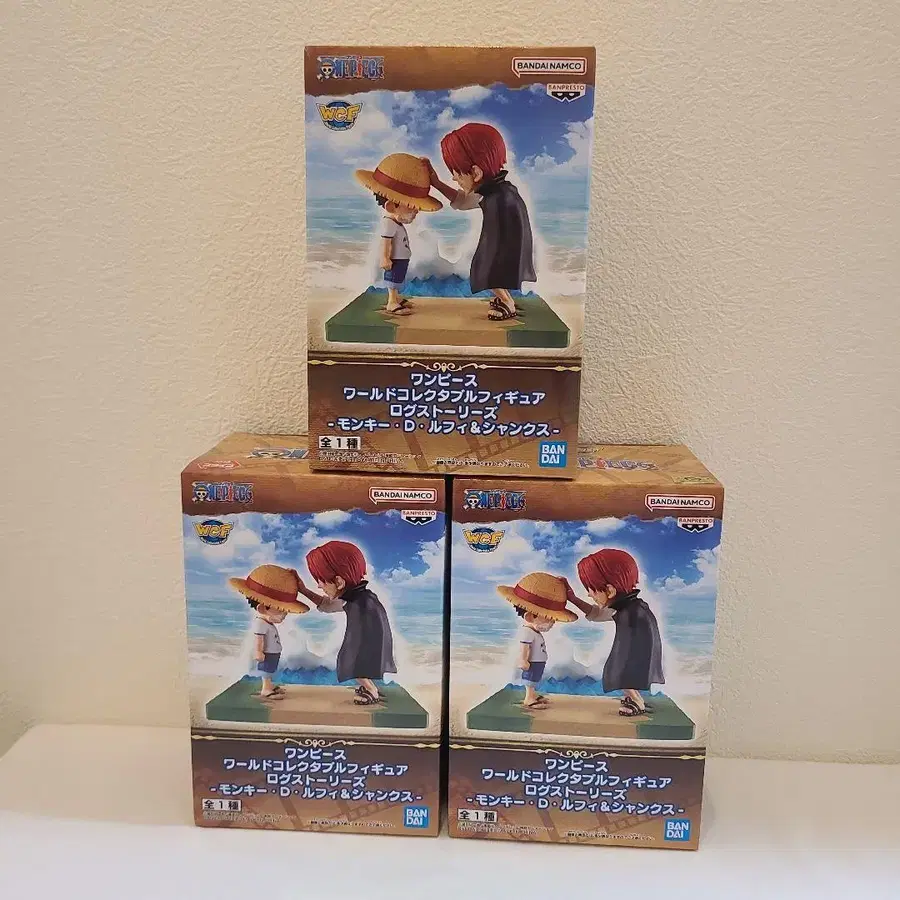 ONE PIECE
BANDAI NAMCO
BANPRESTO
WCF
ワンピース
ワールドコレクタブルフィギュア
ログストーリーズ
-モンキー・D・ルフィ&シャンクス-
全1種
BAN
DAI
ONE PIECE
BANDAI NAMCO
BANPRESTO
WCF
ワンピース
ワールドコレクタブルフィギュア
ログストーリーズ
-モンキー・D・ルフィ&シャンクス-
全1種
BAN
DAI
ONE PIECE
BANDAI NAMCO
BANPRESTO
WCF
ワンピース
ワールドコレクタブルフィギュア
ログストーリーズ
-モンキー・D・ルフィ&シャンクス-
全1種
BAN
DAI